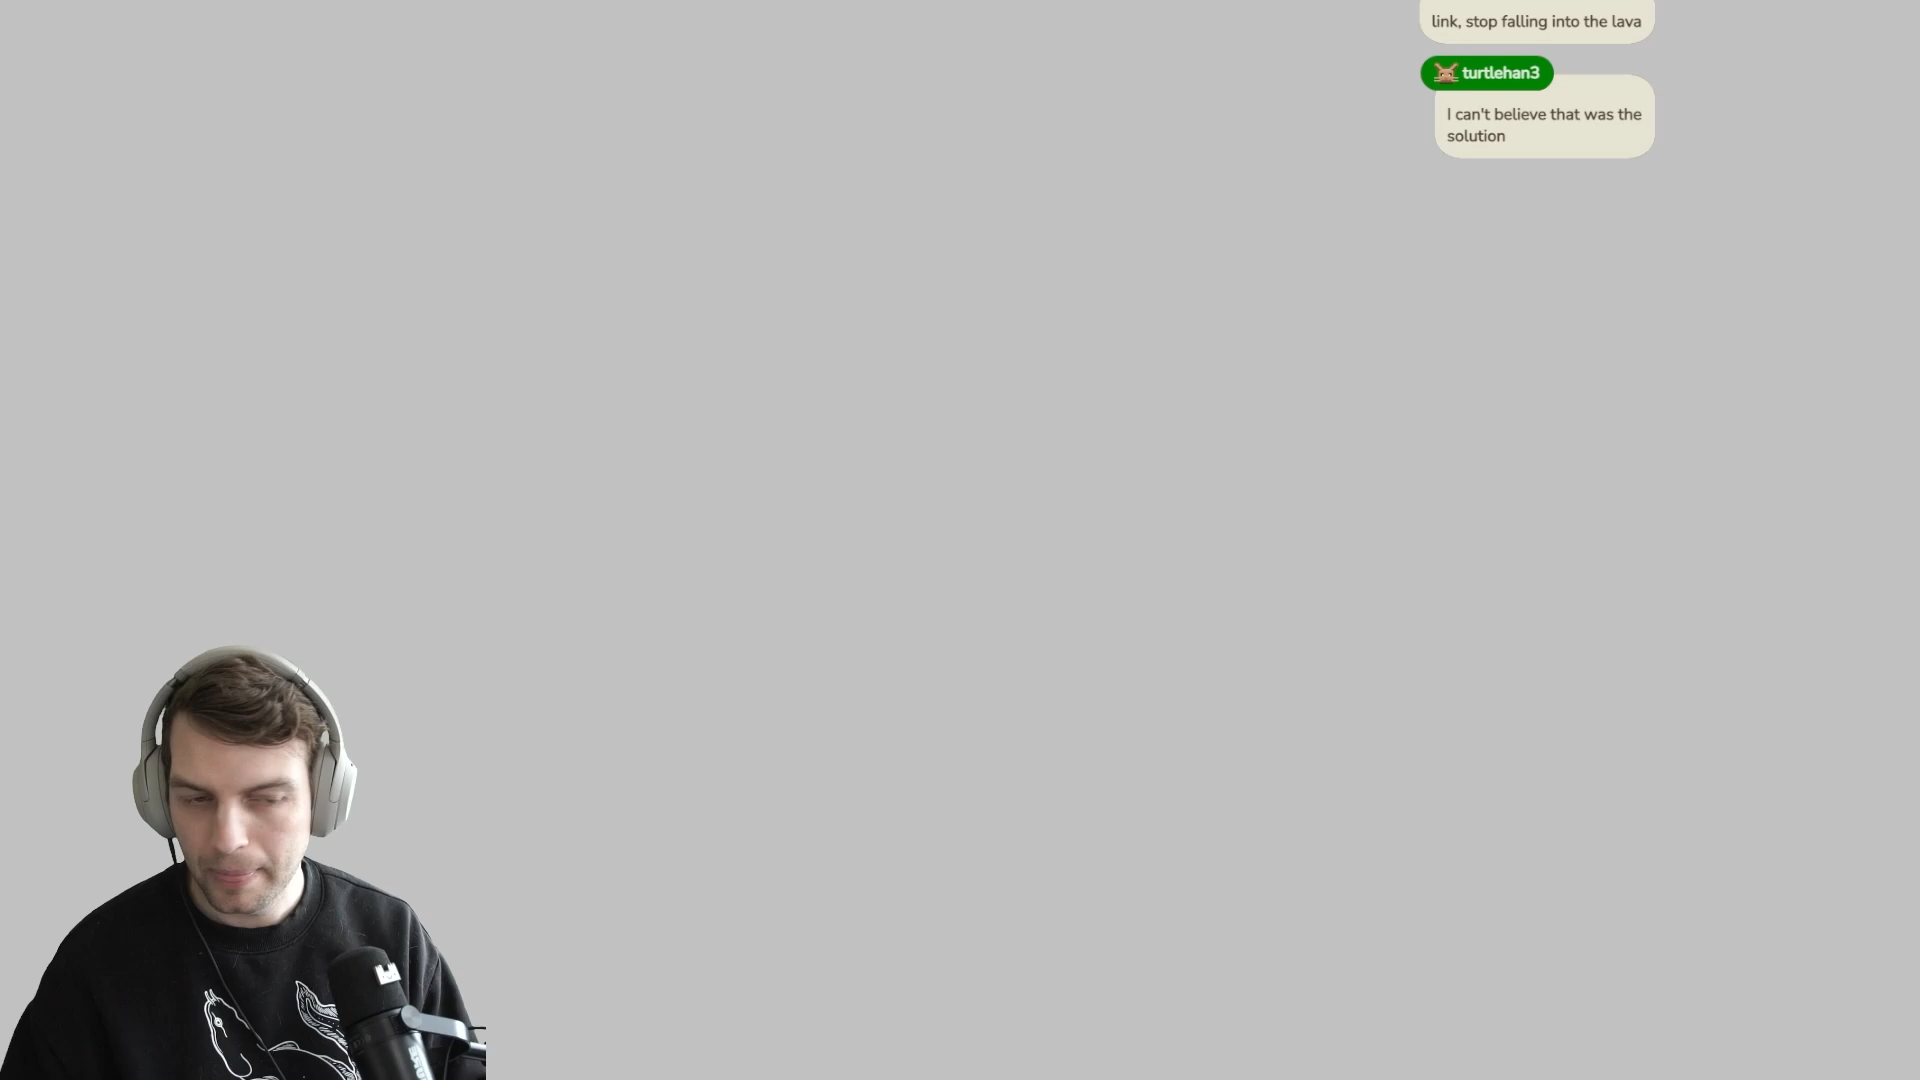 link, stop falling into the lava
turtlehan3
I can't believe that was the
solution